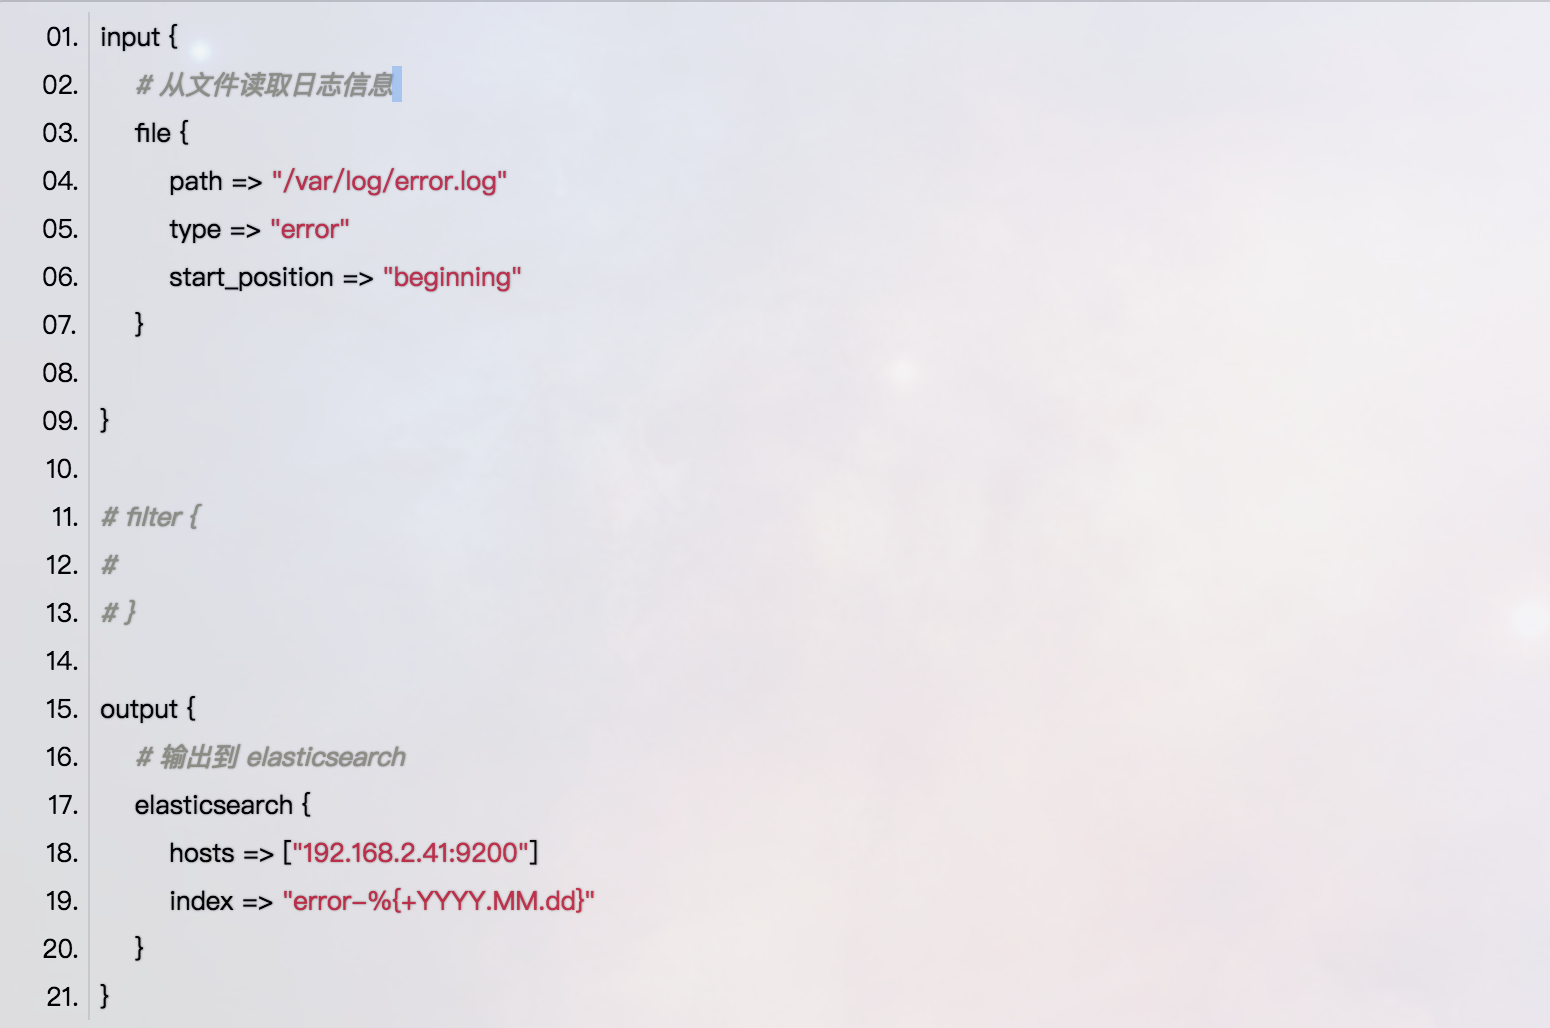 01. input {
02. # 从文件读取日志信息
03. file {
04. path => "/var/log/error.log"
05. type => "error"
06. start_position => "beginning"
07. }
08.
09. }
10.
11. # filter {
12. #
13. # }
14.
15. output {
16. # 输出到 elasticsearch
17. elasticsearch {
18. hosts => ["192.168.2.41:9200"]
19. index => "error-%{+YYYY.MM.dd}"
20. }
21. }